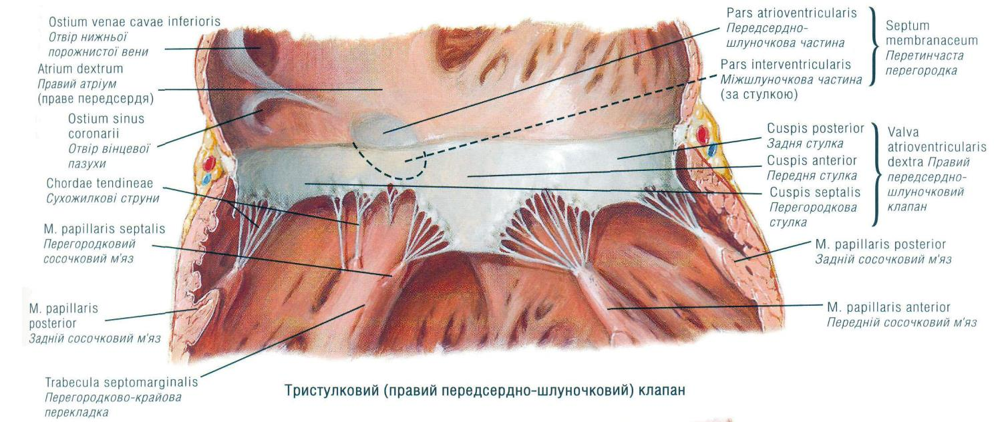 Ostium venae cavae inferioris
Отвір нижньої
порожнистої вени
Atrium dextrum
Правий атріум
(праве передсердя)
Ostium sinus
coronarii
Отвір вінцевої
пазухи
Chordae tendineae
Сухожилкові струни
M. papillaris septalis
Перегородковий
сосочковий м'яз
M. papillaris
posterior
Задній сосочковий м'яз
Trabecula septomarginalis
Перегородково-крайова
перекладка
Pars atrioventricularis
Передсердно-
шлуночкова частина
Pars interventricularis
Міжшлуночкова частина
(за стулкою)
Septum
membranaceum
Перетинчаста
перегородка
Cuspis posterior
Задня стулка
Cuspis anterior
Передня стулка
Cuspis septalis
Перегородкова
стулка
Valva
atrioventricularis
dextra Правий
передсердно-
шлуночковий
клапан
M. papillaris posterior
Задній сосочковий м'яз
M. papillaris anterior
Передній сосочковий м'яз
Тристулковий (правий передсердно-шлуночковий) клапан